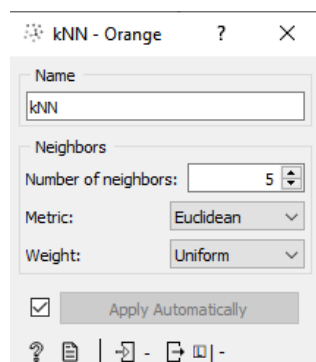 kNN - Orange ? ×
Name
kNN
Neighbors
Number of neighbors: 5
Metric: Euclidean
Weight: Uniform
Apply Automatically
? | - | -